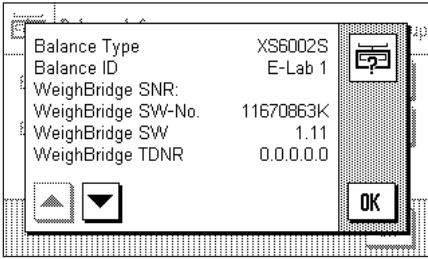 Balance Type XS6002S
Balance ID E-Lab 1
WeighBridge SNR:
WeighBridge SW-No. 11670863K
WeighBridge SW 1.11
WeighBridge TDNR 0.0.0.0.0
OK